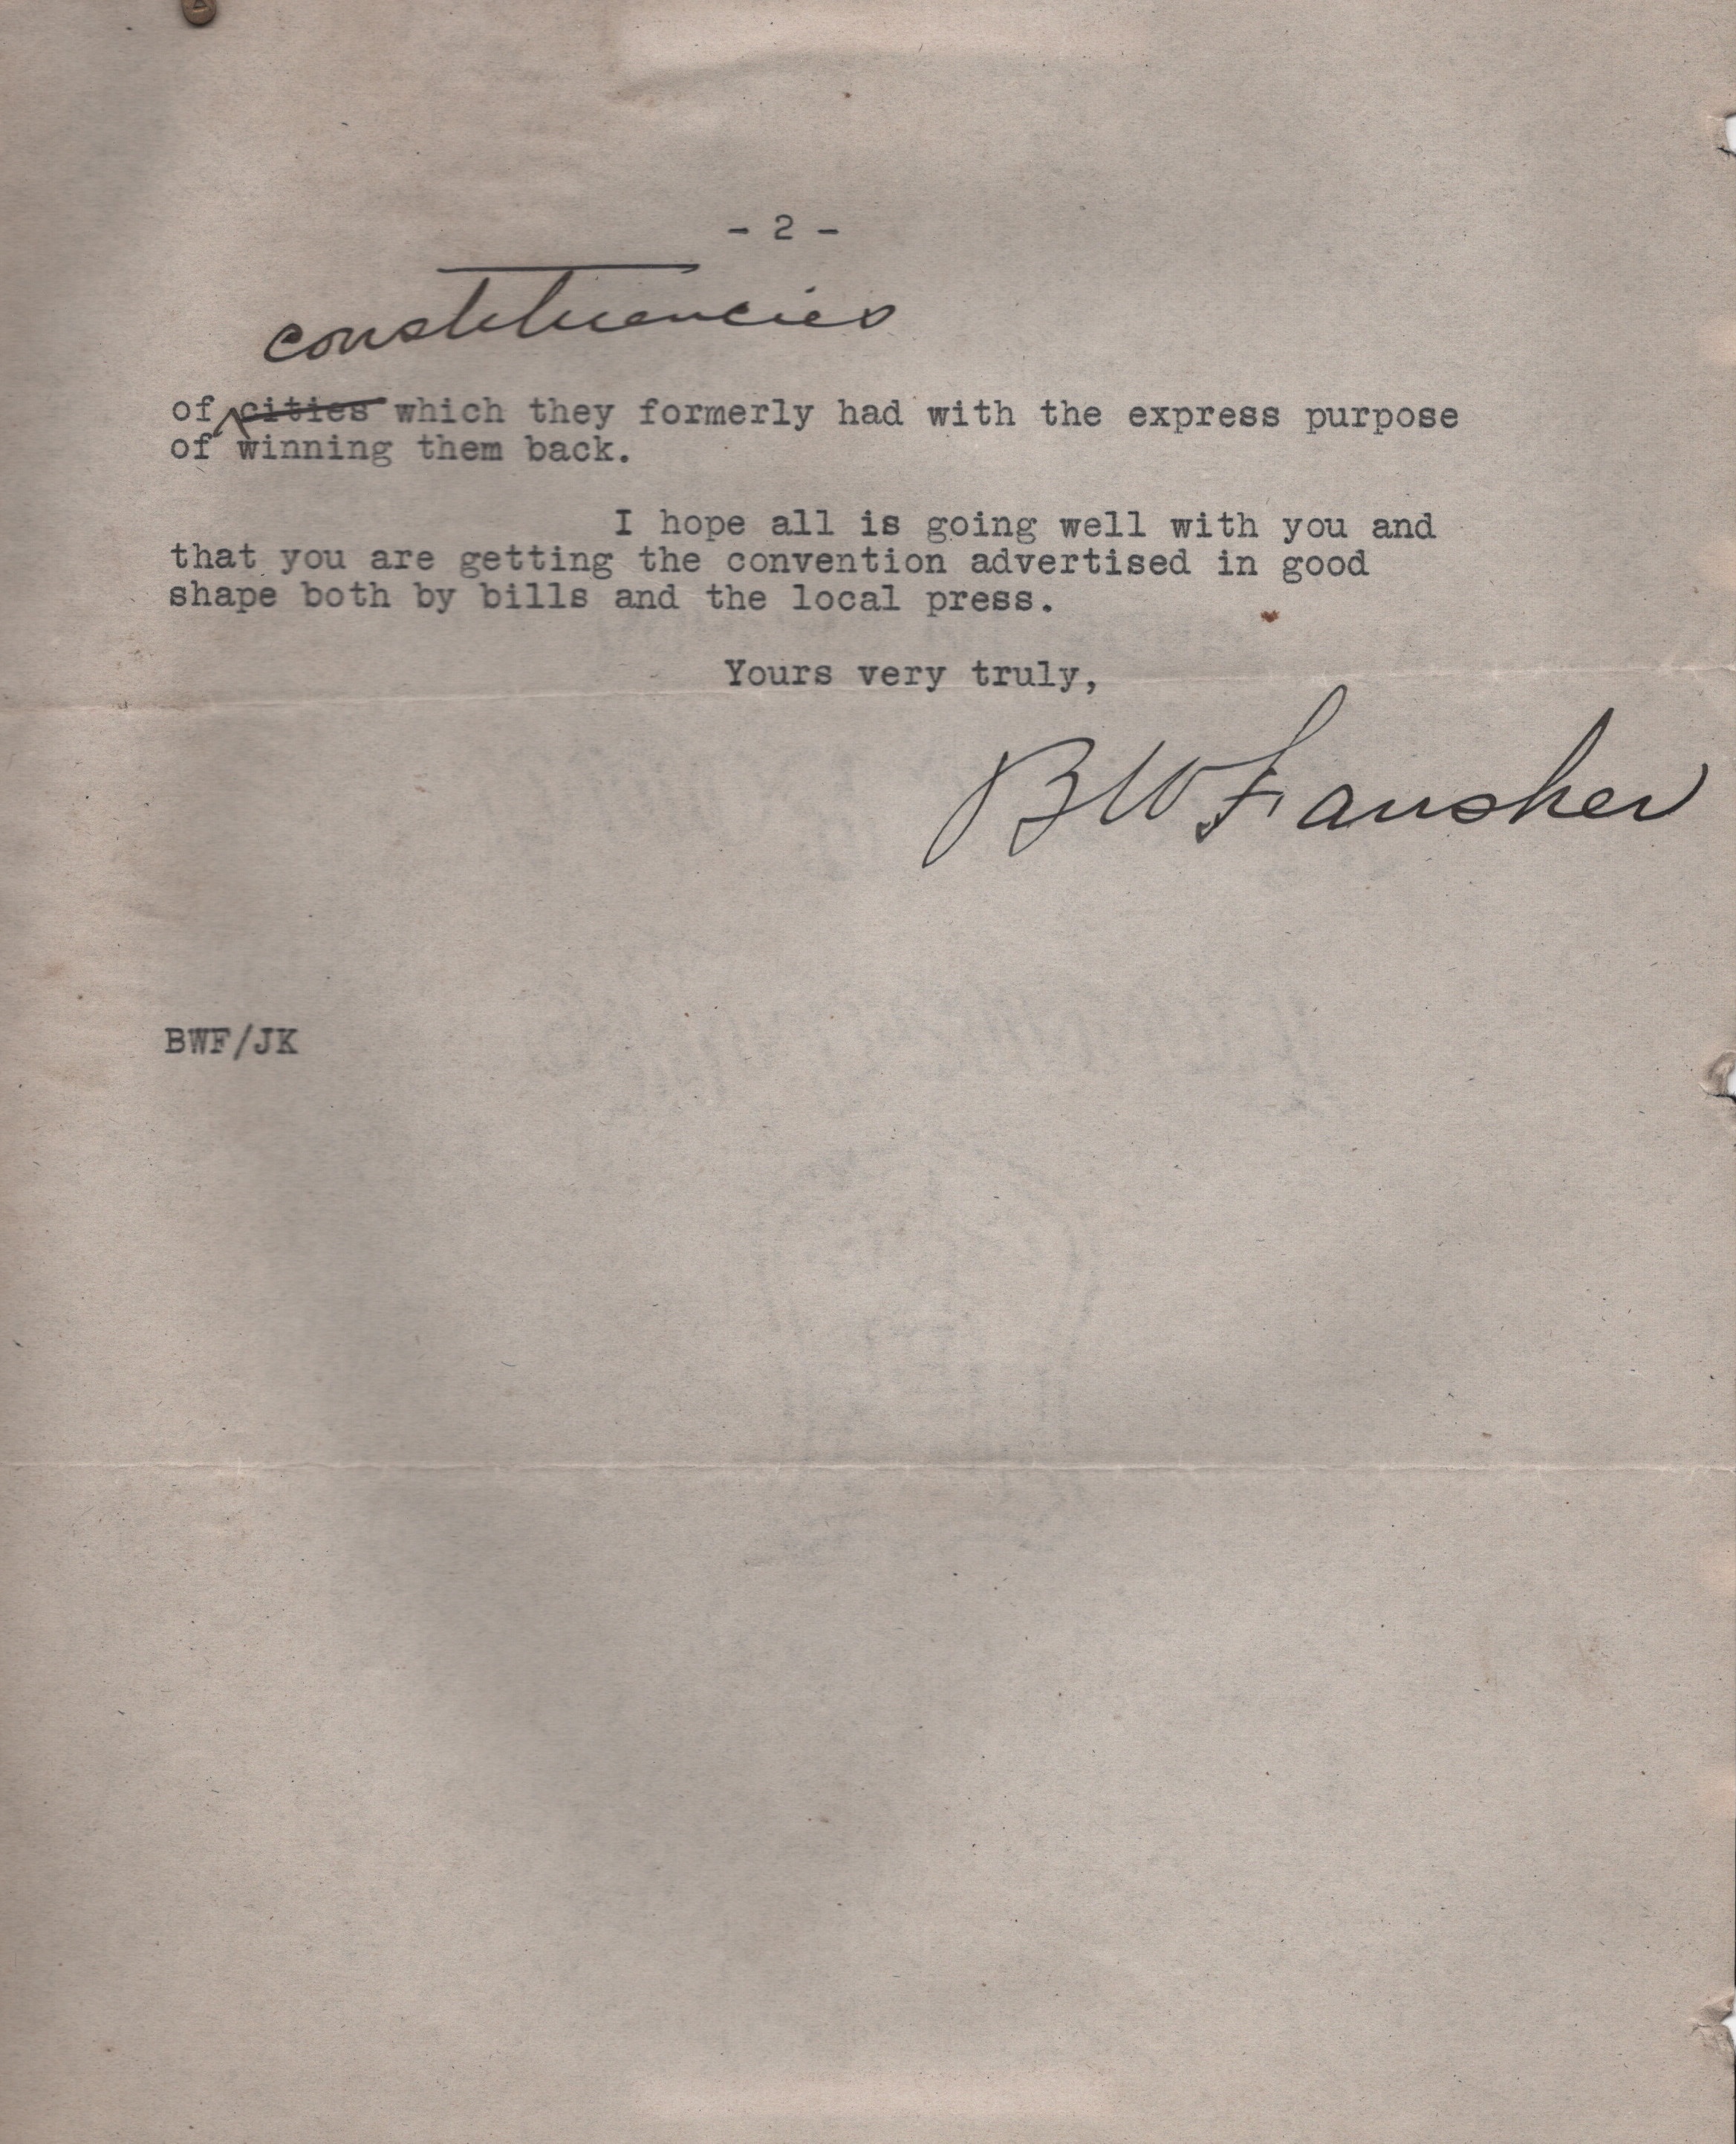 - 2 -
constituencies
of cities which they formerly had with the express purpose
of winning them back.
I hope all is going well with you and
that you are getting the convention advertised in good
shape both by bills and the local press.
Yours very truly,
BWFansher
BWF/JK